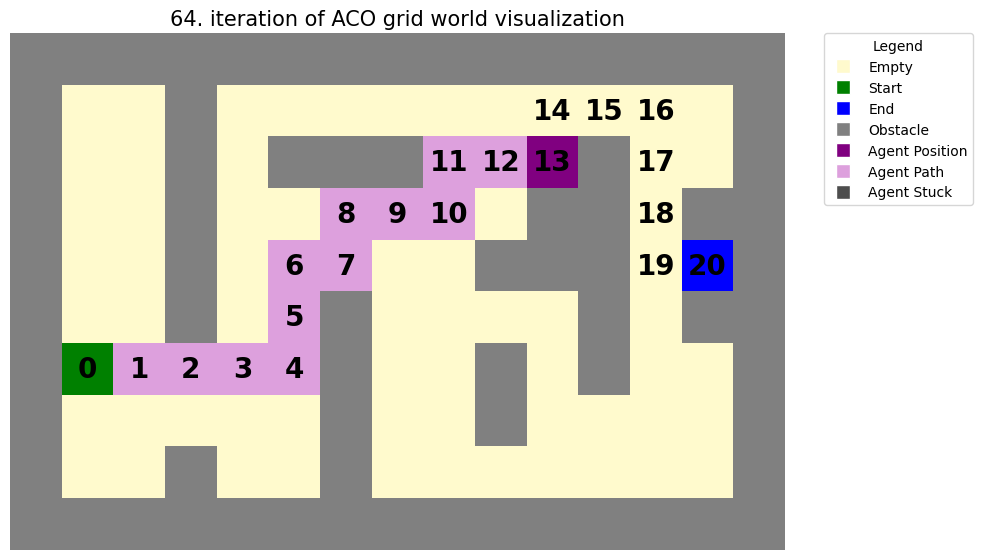 64. iteration of ACO grid world visualization
Legend
Empty
Start
End
Obstacle
Agent Position
Agent Path
Agent Stuck
14 15 16
11 12 13 17
8 9 10 18
6 7 19 20
5
0 1 2 3 4